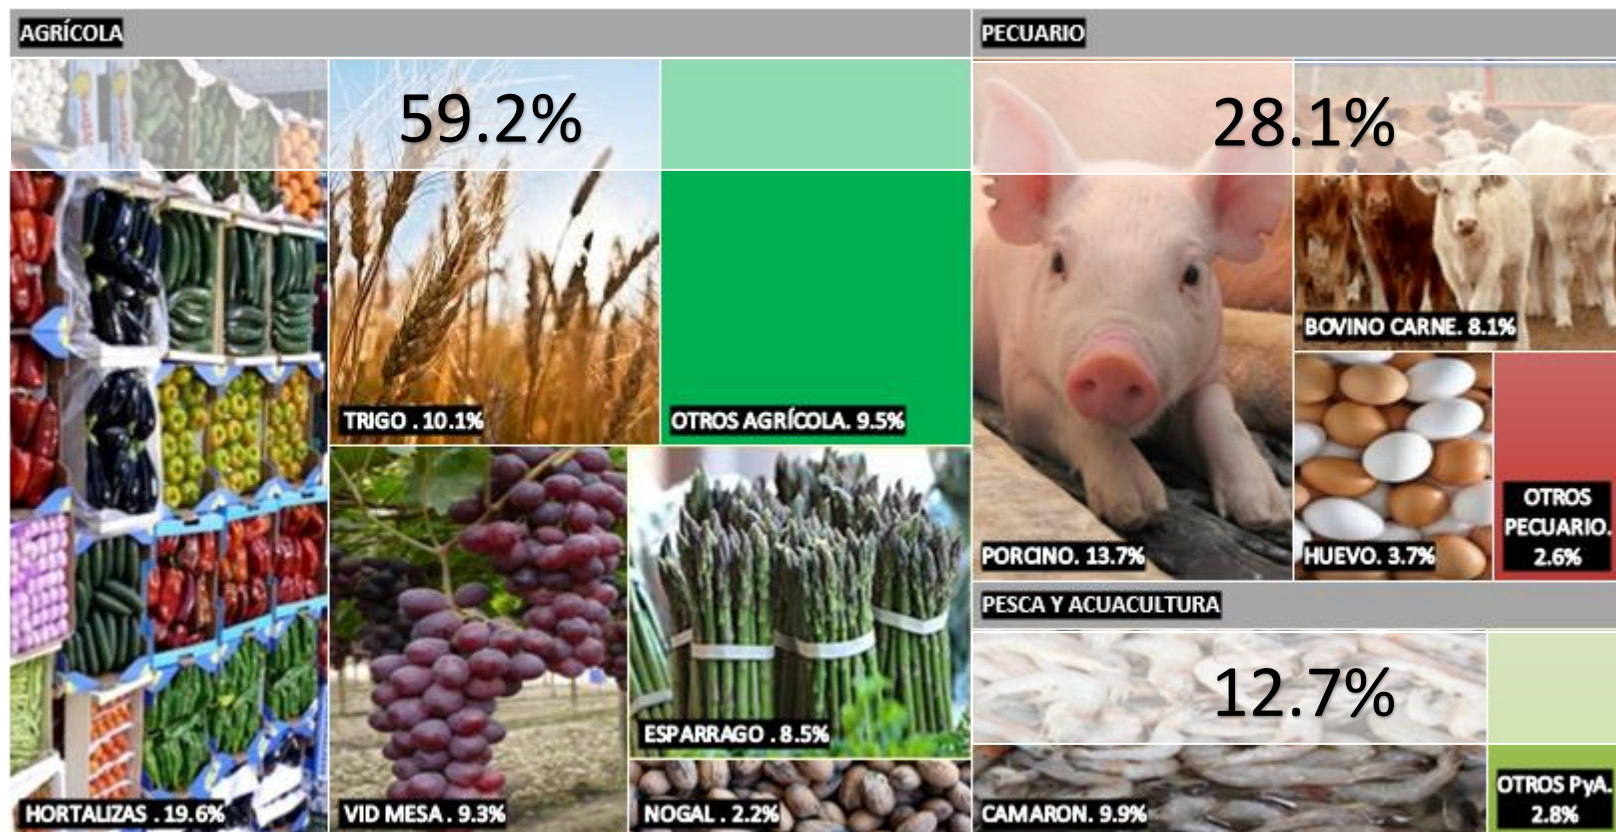 AGRÍCOLA
59.2%
HORTALIZAS . 19.6%
TRIGO . 10.1%
OTROS AGRÍCOLA. 9.5%
VID MESA . 9.3%
ESPARRAGO . 8.5%
NOGAL . 2.2%
PECUARIO
28.1%
PORCINO. 13.7%
BOVINO CARNE. 8.1%
HUEVO. 3.7%
OTROS
PECUARIO.
2.6%
PESCA Y ACUACULTURA
12.7%
CAMARON. 9.9%
OTROS PyA.
2.8%